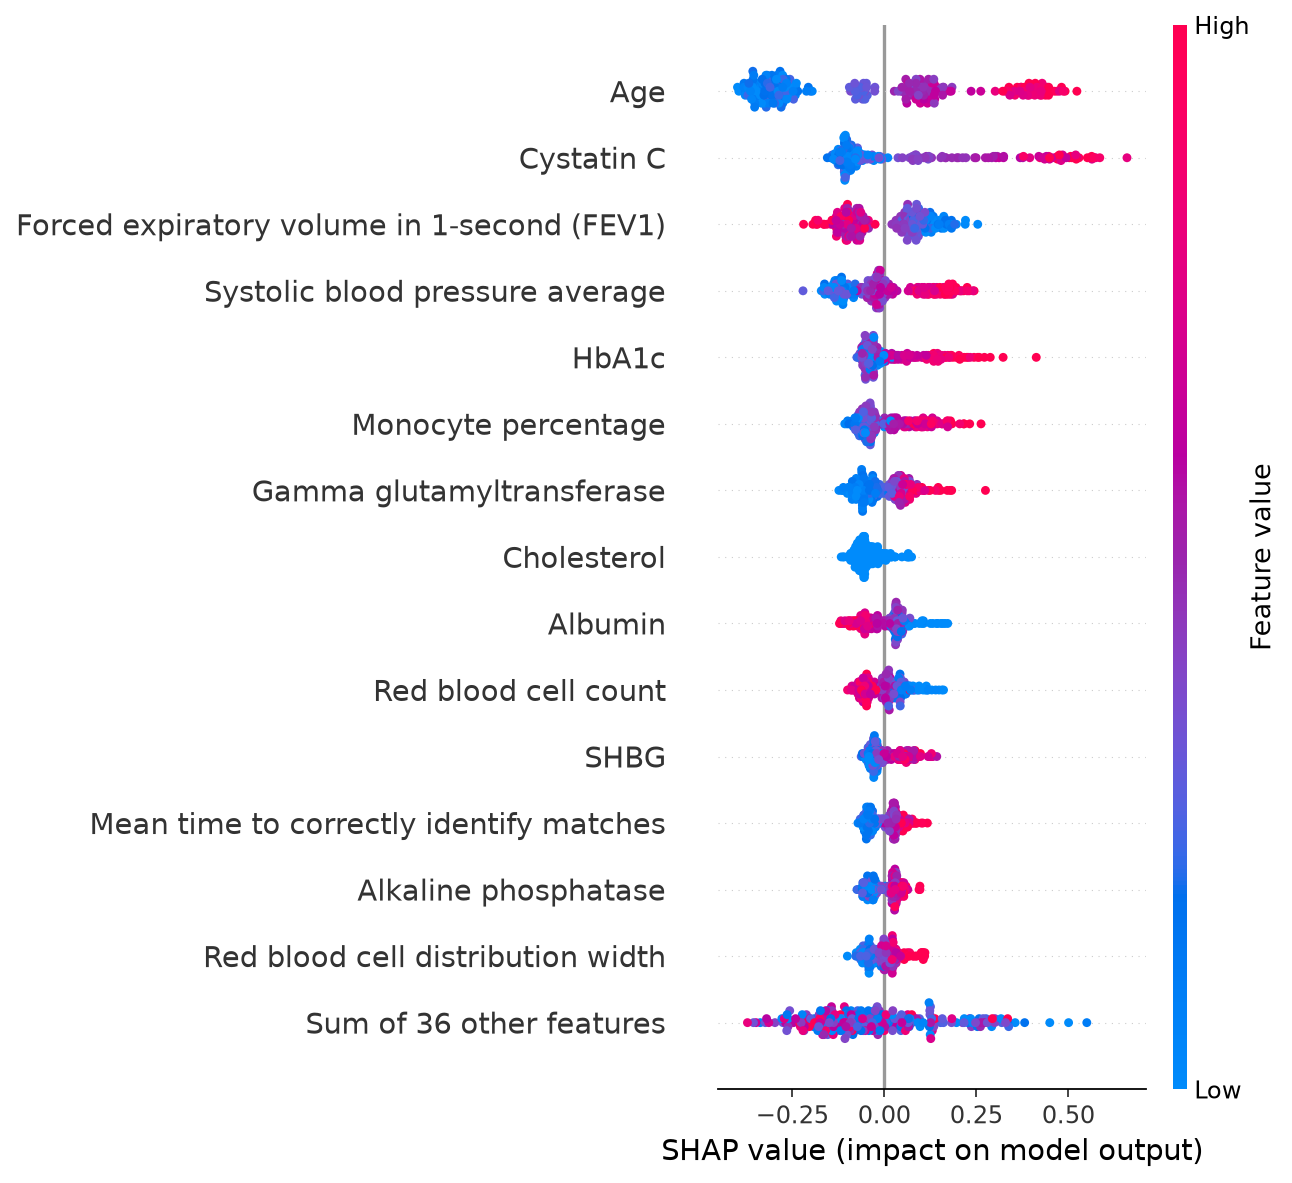 High
Age
Cystatin C
Forced expiratory volume in 1-second (FEV1)
Systolic blood pressure average
HbA1c
Monocyte percentage
Gamma glutamyltransferase
Cholesterol
Albumin
Red blood cell count
SHBG
Mean time to correctly identify matches
Alkaline phosphatase
Red blood cell distribution width
Sum of 36 other features
Feature value
Low
−0.25 0.00 0.25 0.50
SHAP value (impact on model output)